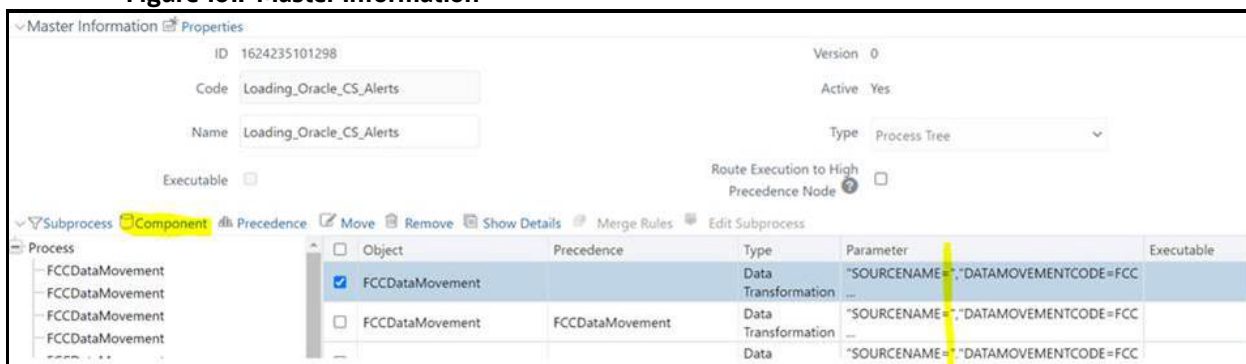 Figure 161: Master Information
Master Information Properties
ID 1624235101298 Version 0
Code Loading_Oracle_CS_Alerts Active Yes
Name Loading_Oracle_CS_Alerts Type Process Tree
Executable Route Execution to High
Precedence Node
Subprocess Component Precedence Move Remove Show Details Merge Rules Edit Subprocess
Process Object Precedence Type Parameter Executable
FCCDataMovement
FCCDataMovement
FCCDataMovement
FCCDataMovement
FCCDataMovement Data Transformation "SOURCENAME=","DATAMOVEMENTCODE=FCC ...
FCCDataMovement FCCDataMovement Data Transformation "SOURCENAME=","DATAMOVEMENTCODE=FCC ...
Data "SOURCENAME=","DATAMOVEMENTCODE=FCC